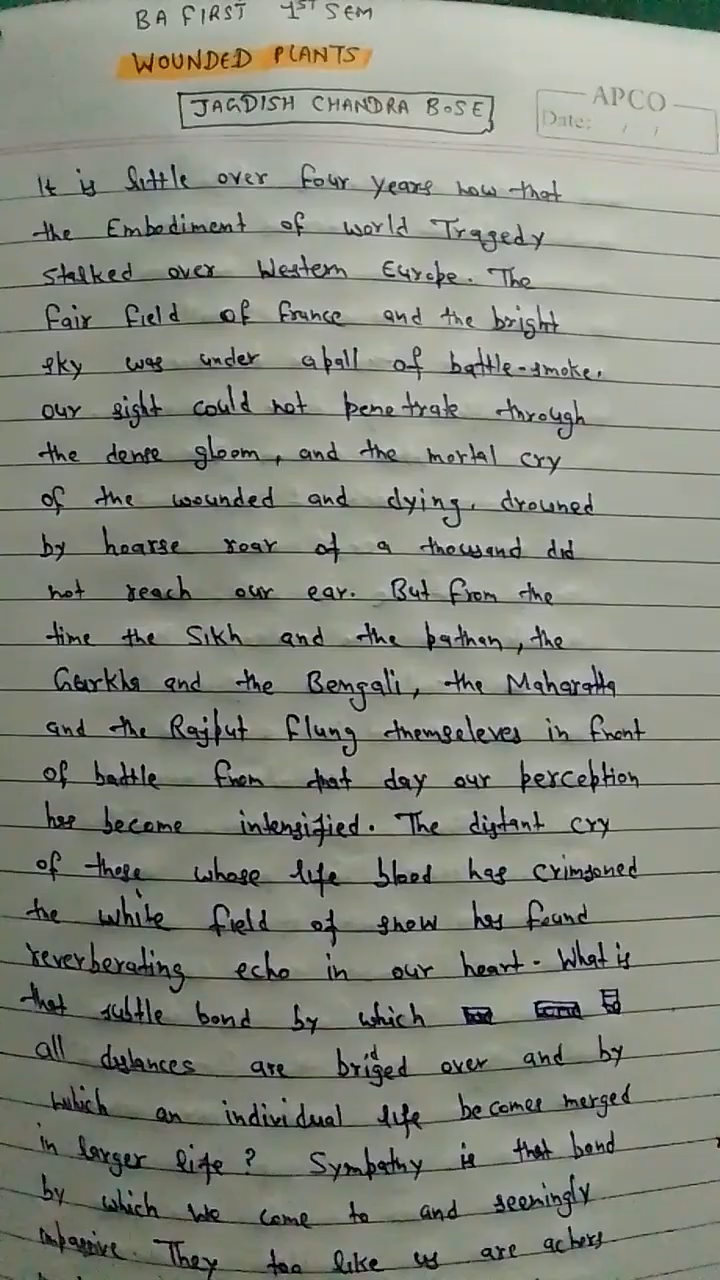 BA FIRST 1ST SEM
WOUNDED PLANTS
JAGDISH CHANDRA BOSE
APCO
Date: / /
It is little over four years now that
the Embodiment of world Tragedy
stalked over Western Europe. The
fair field of france and the bright
sky was under a pall of battle-smoke.
our sight could not penetrate through
the dense gloom, and the mortal cry
of the wounded and dying, drowned
by hoarse roar of a thousand did
not reach our ear. But from the
time the Sikh and the pathan, the
Gurkha and the Bengali, the Maharatta
and the Rajput flung themseleves in front
of battle from that day our perception
has become intensified. The distant cry
of those whose life blood has crimsoned
the white field of snow has found
reverberating echo in our heart. What is
that subtle bond by which
all distances are bridged over and by
which an individual life becomes merged
in larger life? Sympathy is that bond
by which we come to and seemingly
impassive. They too like us are acters